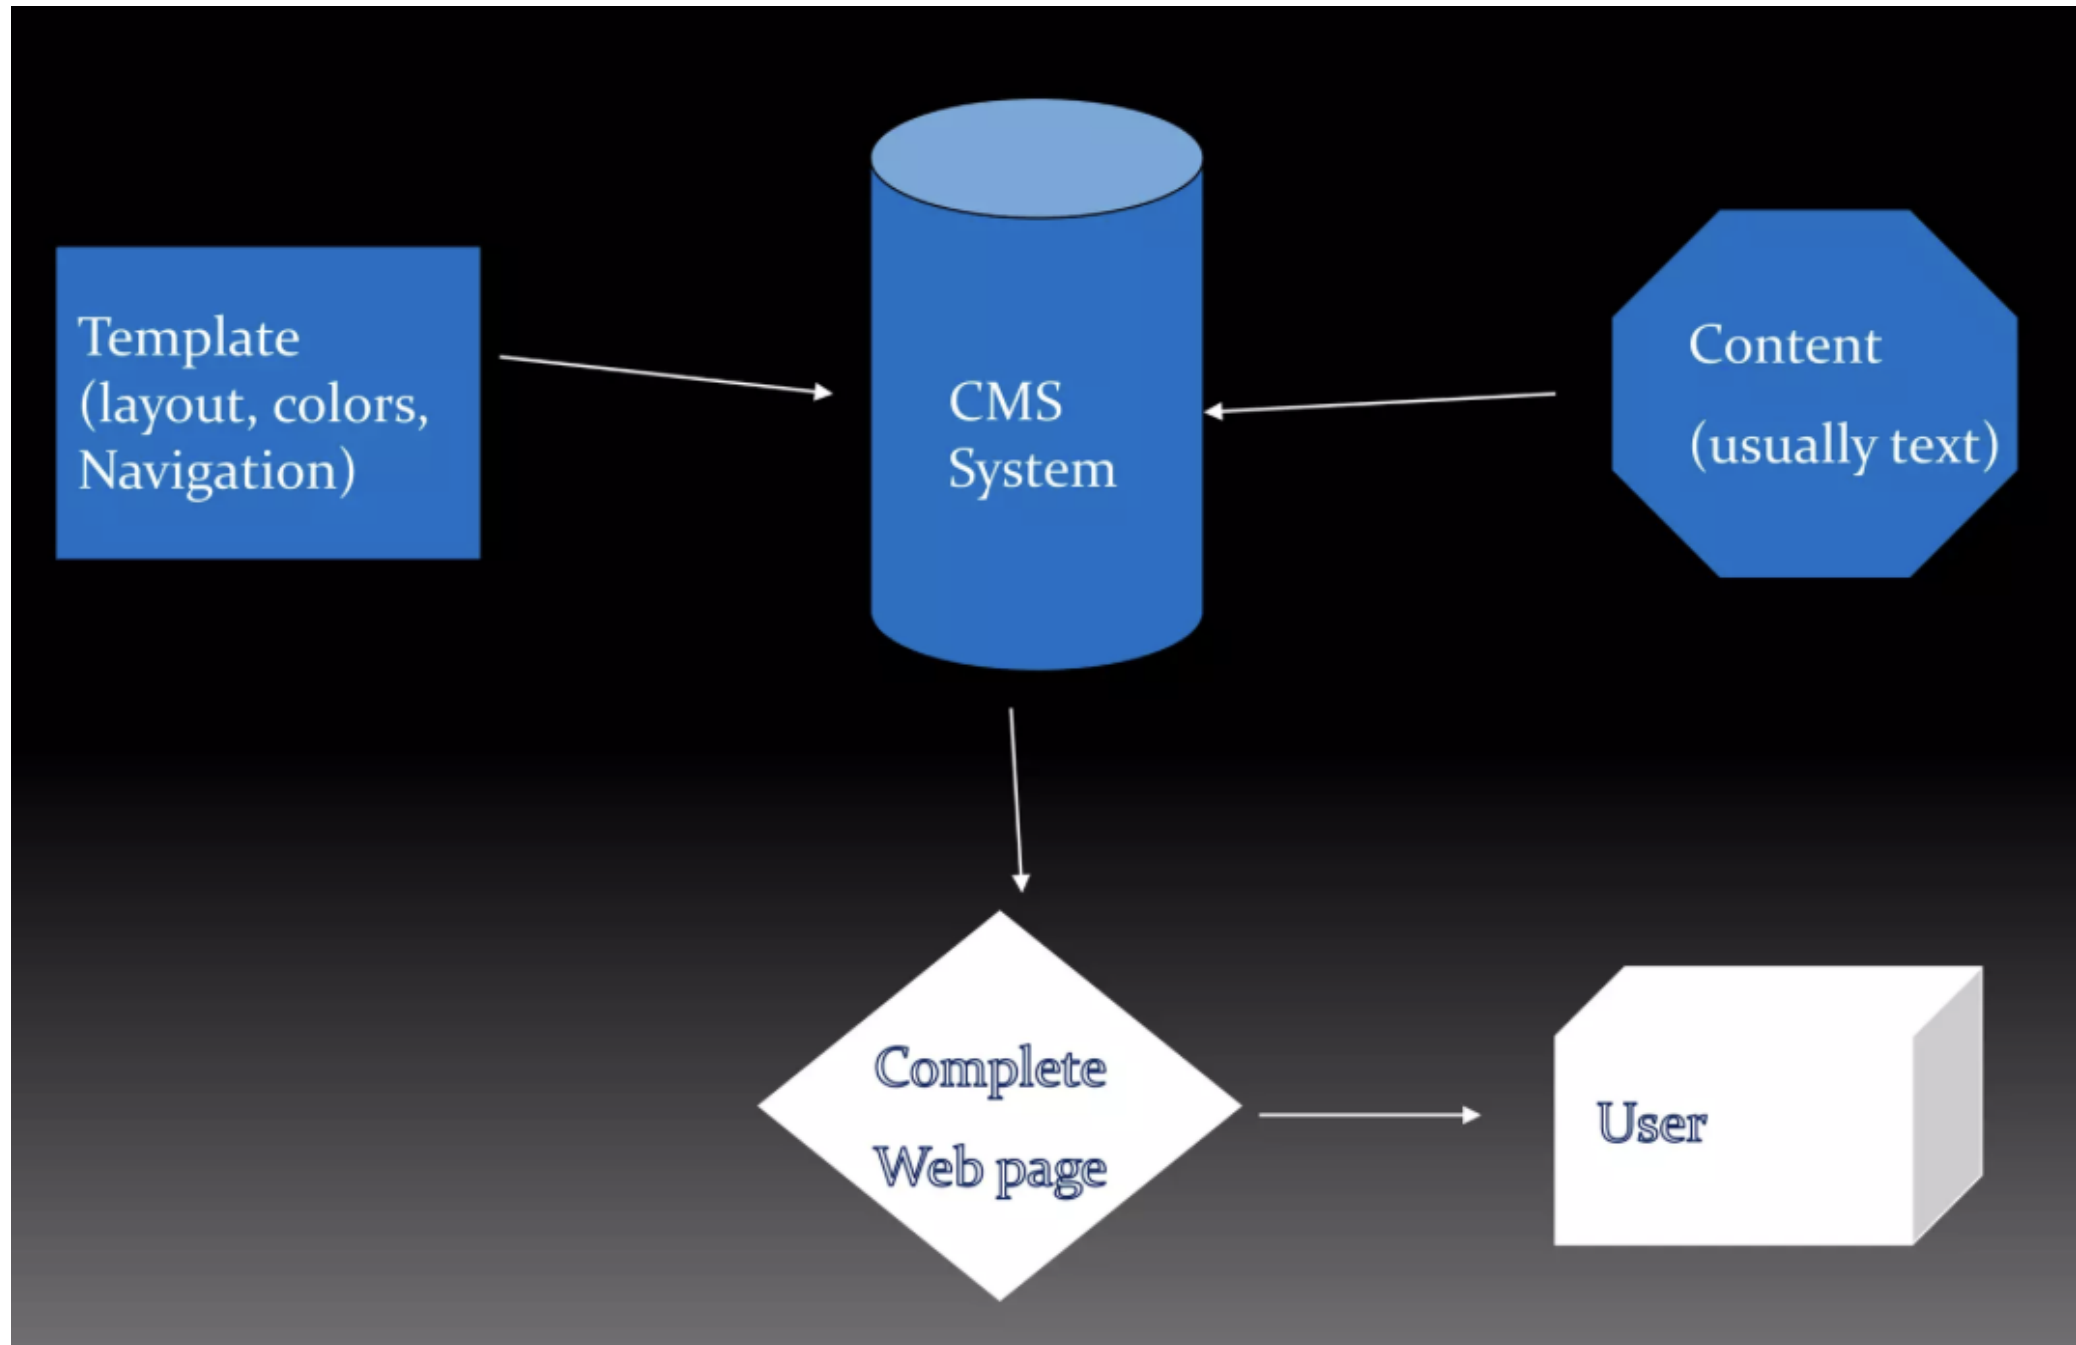 Template
(layout, colors,
Navigation)
CMS
System
Content
(usually text)
Complete
Web page
User